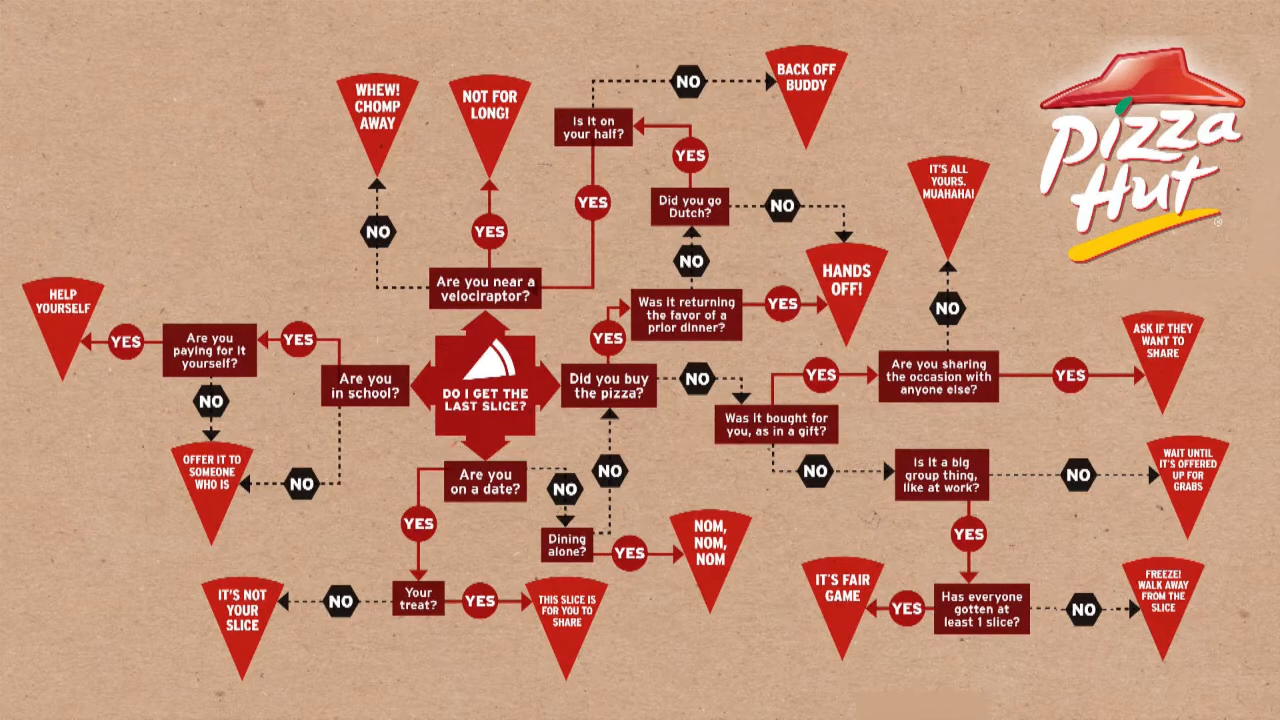 WHEW!
CHOMP
AWAY
NOT FOR
LONG!
NO
BACK OFF
BUDDY
Is it on
your half?
YES
YES
Did you go
Dutch?
NO
Pizza
Hut
®
IT'S ALL
YOURS.
MUAHAHA!
NO
YES
NO
HANDS
OFF!
Are you near a
velociraptor?
Was it returning
the favor of a
prior dinner?
YES
NO
HELP
YOURSELF
YES
Are you
paying for it
yourself?
YES
YES
ASK IF THEY
WANT TO
SHARE
Are you
in school?
DO I GET THE
LAST SLICE?
Did you buy
the pizza?
NO
YES
Are you sharing
the occasion with
anyone else?
YES
NO
Was it bought for
you, as in a gift?
OFFER IT TO
SOMEONE
WHO IS
NO
Are you
on a date?
NO
NO
NO
Is it a big
group thing,
like at work?
NO
WAIT UNTIL
IT'S OFFERED
UP FOR
GRABS
YES
Dining
alone?
YES
NOM,
NOM,
NOM
YES
IT'S NOT
YOUR
SLICE
NO
Your
treat?
YES
THIS SLICE IS
FOR YOU TO
SHARE
IT'S FAIR
GAME
YES
Has everyone
gotten at
least 1 slice?
NO
FREEZE!
WALK AWAY
FROM THE
SLICE